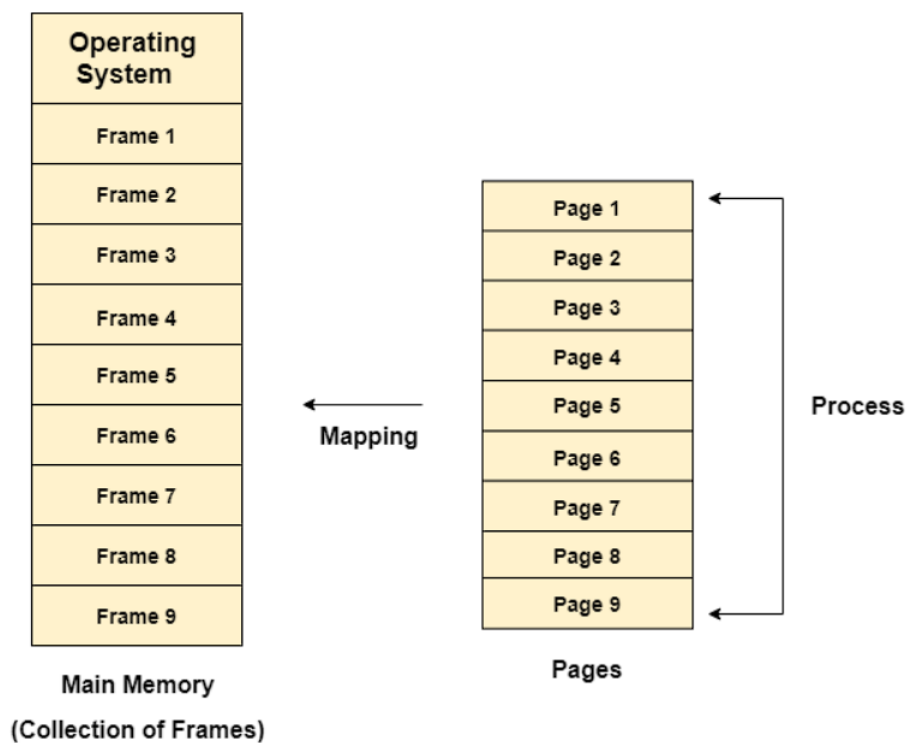 Operating
System
Frame 1
Frame 2
Frame 3
Frame 4
Frame 5
Frame 6
Frame 7
Frame 8
Frame 9
Main Memory
(Collection of Frames)
Mapping
Page 1
Page 2
Page 3
Page 4
Page 5
Page 6
Page 7
Page 8
Page 9
Pages
Process